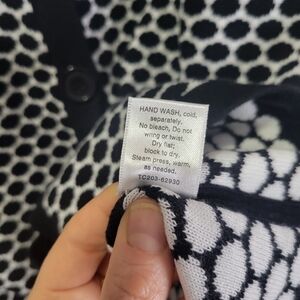 HAND WASH, cold,
separately.
No bleach, Do not
wring or twist.
Dry flat;
block to dry.
Steam press, warm,
as needed.
TC203-62930